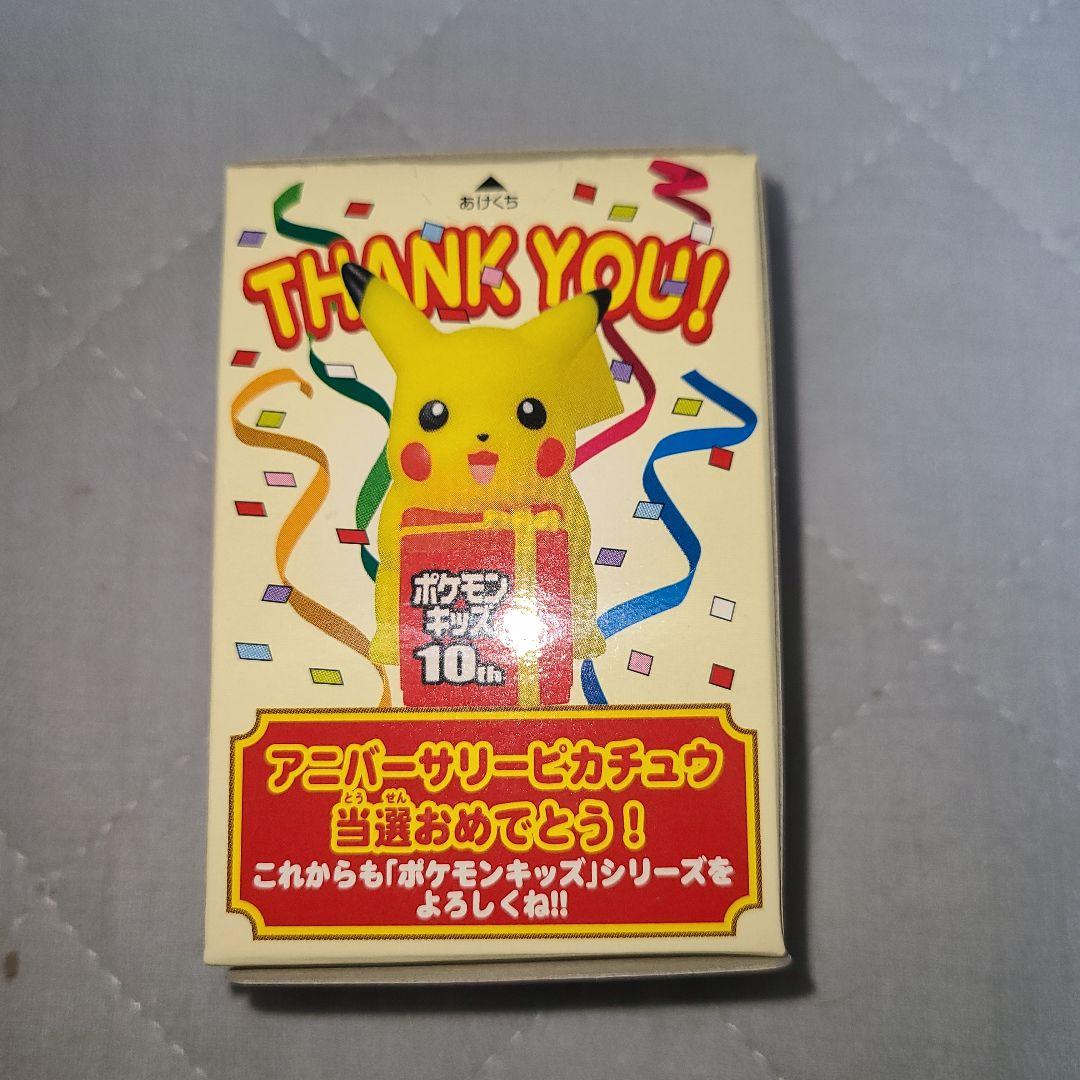 あけくち
THANK YOU!
ポケモン
キッズ
10th
アニバーサリーピカチュウ
とう せん
当選おめでとう!
これからも「ポケモンキッズ」シリーズを
よろしくね!!